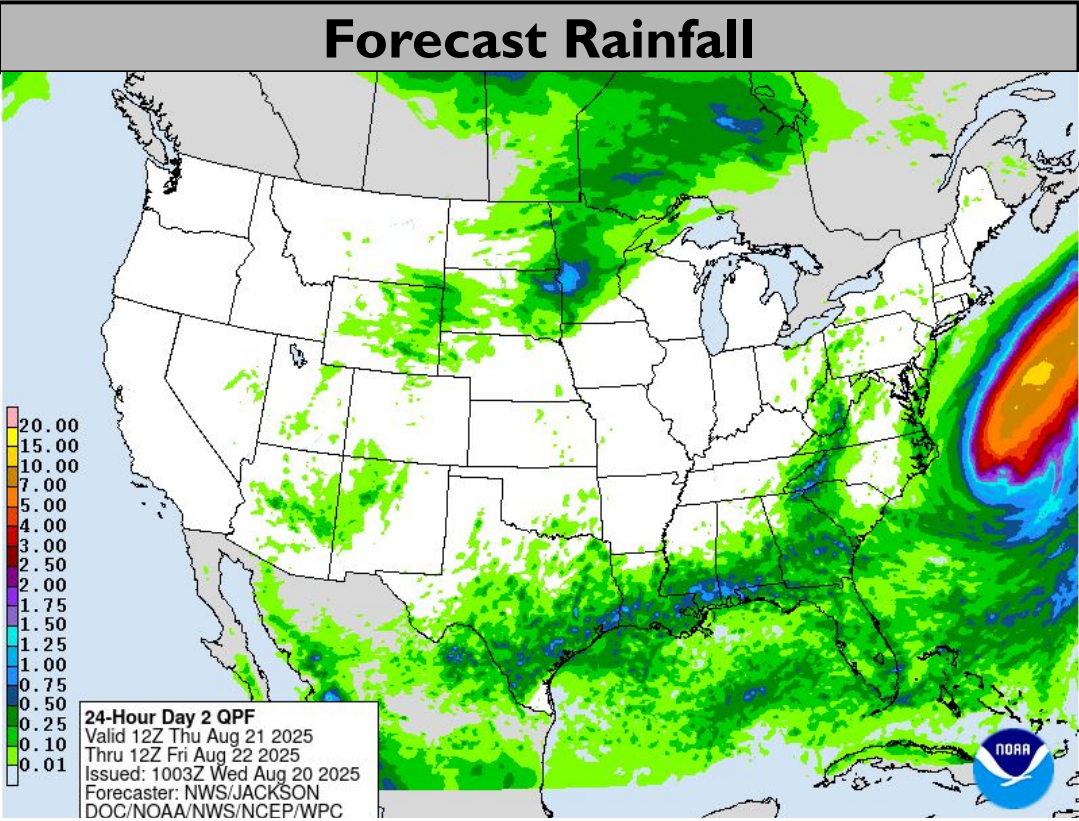 Forecast Rainfall
20.00
15.00
10.00
7.00
5.00
4.00
3.00
2.50
2.00
1.75
1.50
1.25
1.00
0.75
0.50
0.25
0.10
0.01
24-Hour Day 2 QPF
Valid 12Z Thu Aug 21 2025
Thru 12Z Fri Aug 22 2025
Issued: 1003Z Wed Aug 20 2025
Forecaster: NWS/JACKSON
DOC/NOAA/NWS/NCEP/WPC
NOAA